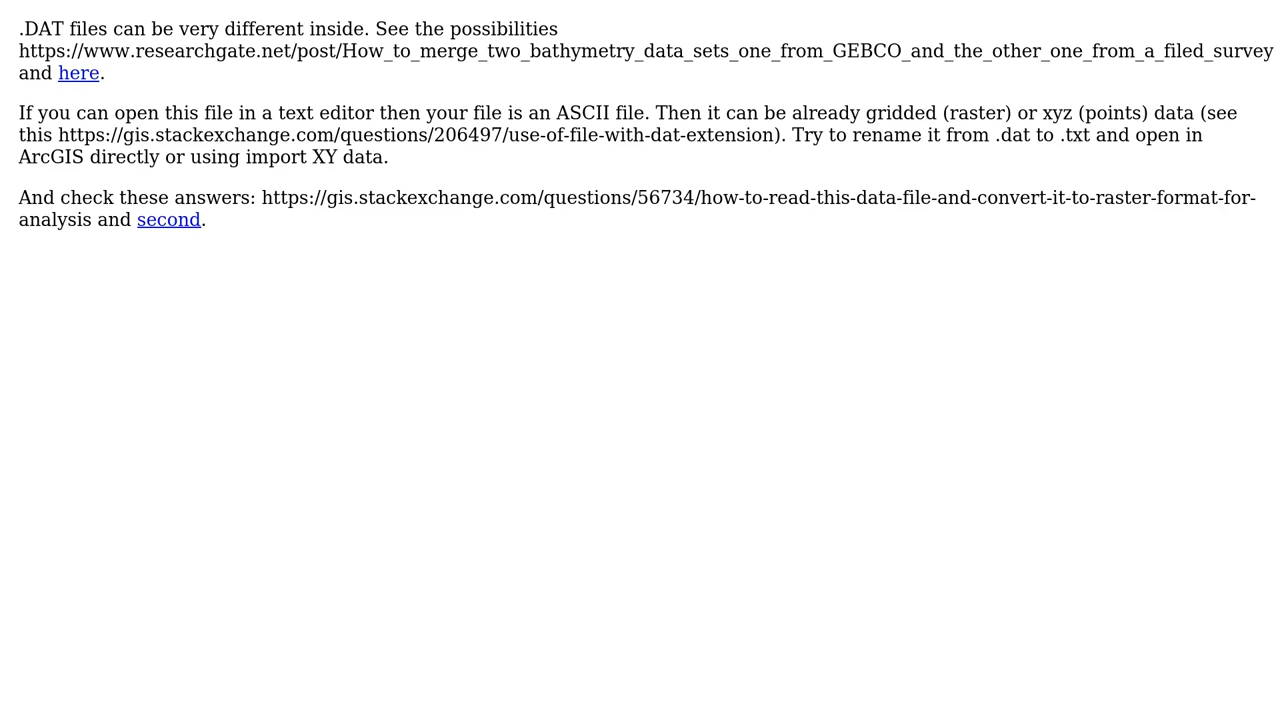 .DAT files can be very different inside. See the possibilities
https://www.researchgate.net/post/How_to_merge_two_bathymetry_data_sets_one_from_GEBCO_and_the_other_one_from_a_filed_survey
and here.
If you can open this file in a text editor then your file is an ASCII file. Then it can be already gridded (raster) or xyz (points) data (see
this https://gis.stackexchange.com/questions/206497/use-of-file-with-dat-extension). Try to rename it from .dat to .txt and open in
ArcGIS directly or using import XY data.
And check these answers: https://gis.stackexchange.com/questions/56734/how-to-read-this-data-file-and-convert-it-to-raster-format-for-
analysis and second.